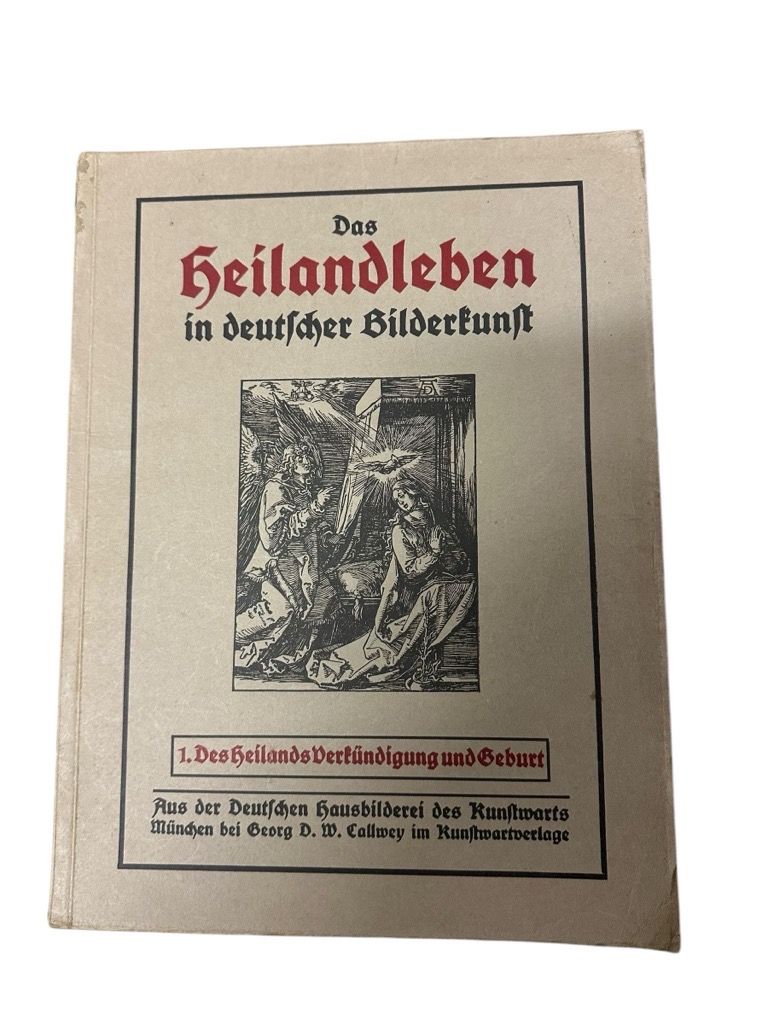 Das
Heilandleben
in deutscher Bilderkunst
AD
1. Des Heilands Verkündigung und Geburt
Aus der Deutschen Hausbilderei des Kunstwarts
München bei Georg D. W. Callwey im Kunstwartverlage